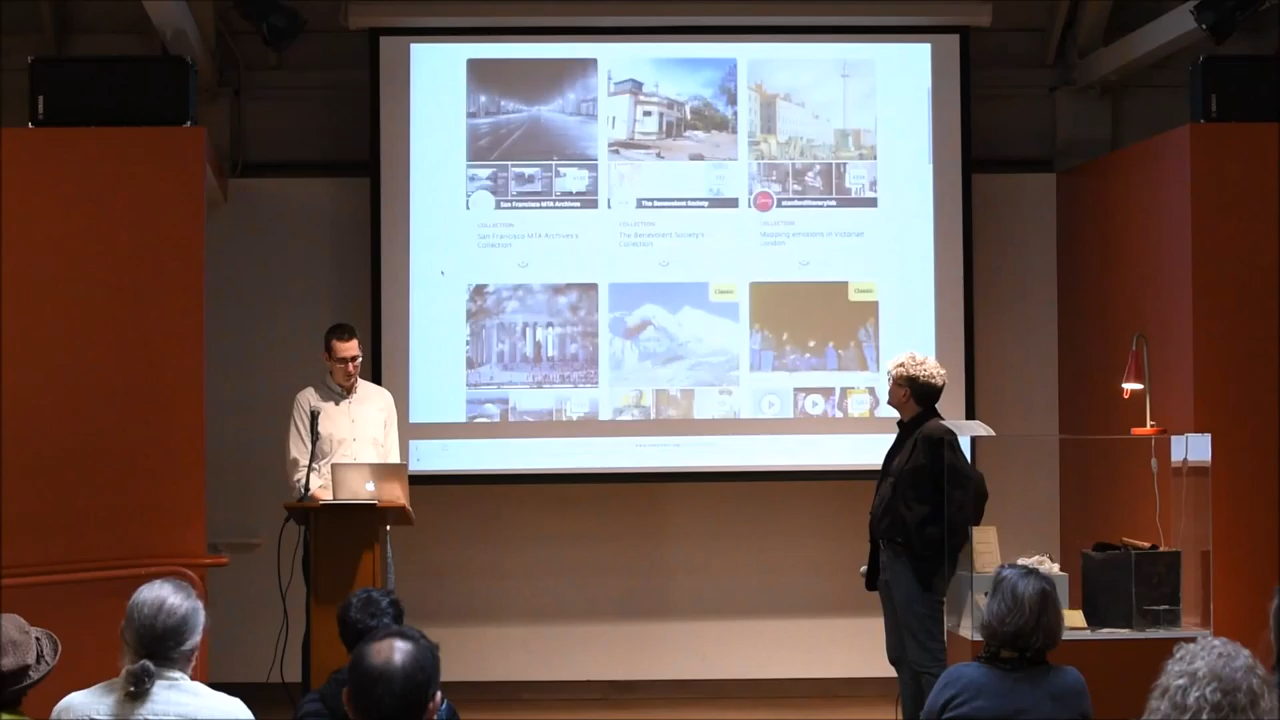 San Francisco MTA Archives
The Benevolent Society
stanfordliterarylab
COLLECTION
San Francisco MTA Archives's
Collection
COLLECTION
The Benevolent Society's
Collection
COLLECTION
Mapping emotions in Victorian
London
Classic
Classic